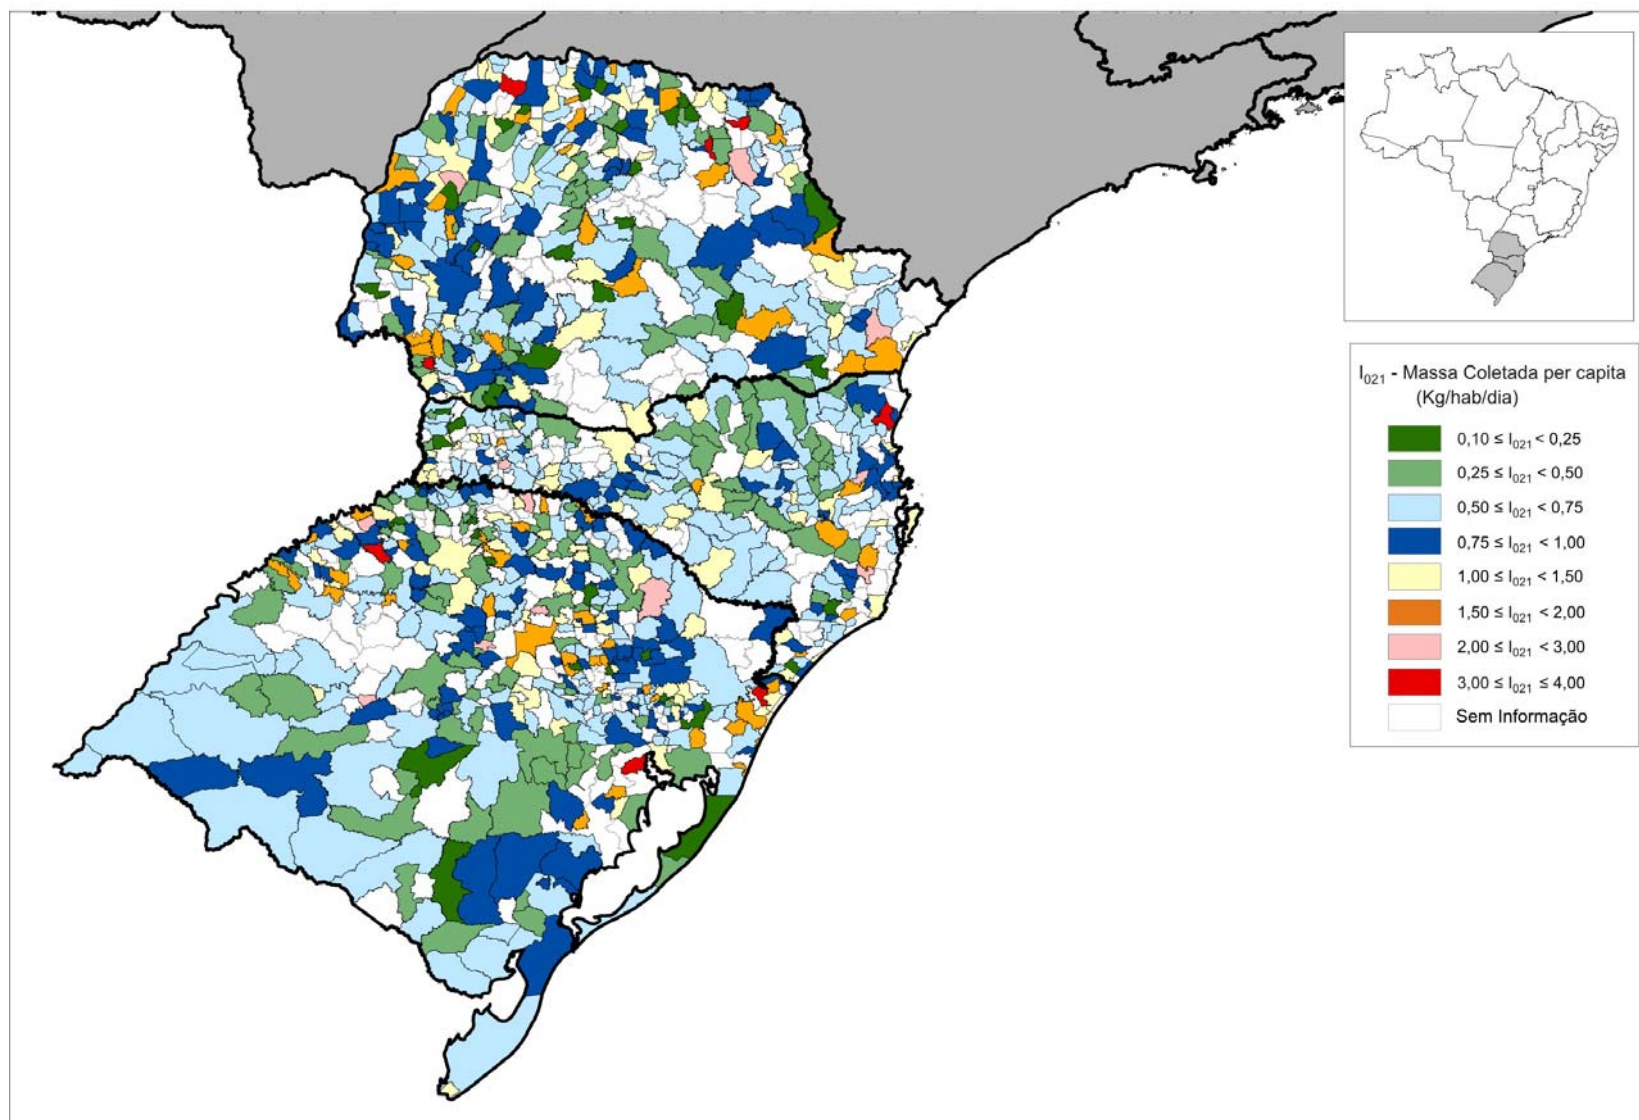 I₀₂₁ - Massa Coletada per capita
(Kg/hab/dia)
0,10 ≤ I₀₂₁ < 0,25
0,25 ≤ I₀₂₁ < 0,50
0,50 ≤ I₀₂₁ < 0,75
0,75 ≤ I₀₂₁ < 1,00
1,00 ≤ I₀₂₁ < 1,50
1,50 ≤ I₀₂₁ < 2,00
2,00 ≤ I₀₂₁ < 3,00
3,00 ≤ I₀₂₁ ≤ 4,00
Sem Informação